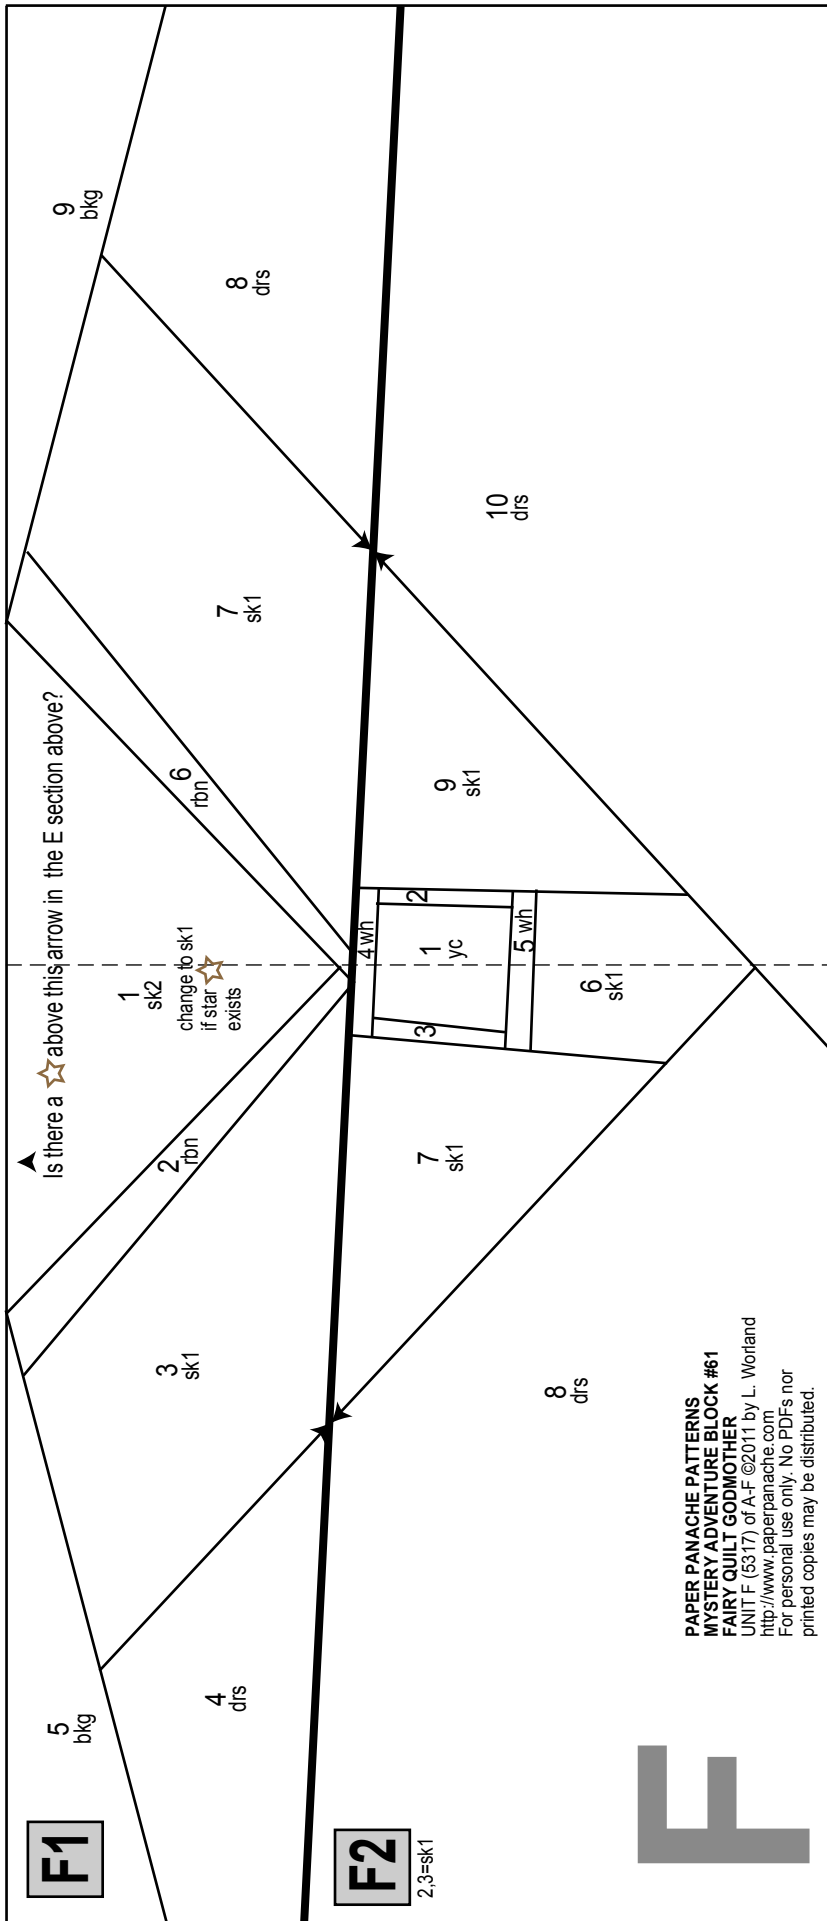 F1
Is there a above this arrow in the E section above?
1
sk2
change to sk1
if star
exists
2
rbn
3
sk1
4
drs
5
bkg
6
rbn
7
sk1
8
drs
9
bkg
F2
2,3=sk1
1
yc
2
3
4 wh
5 wh
6
sk1
7
sk1
8
drs
9
sk1
10
drs
F
PAPER PANACHE PATTERNS
MYSTERY ADVENTURE BLOCK #61
FAIRY QUILT GODMOTHER
UNIT F (5317) of A-F ©2011 by L. Worland
http://www.paperpanache.com
For personal use only. No PDFs nor
printed copies may be distributed.